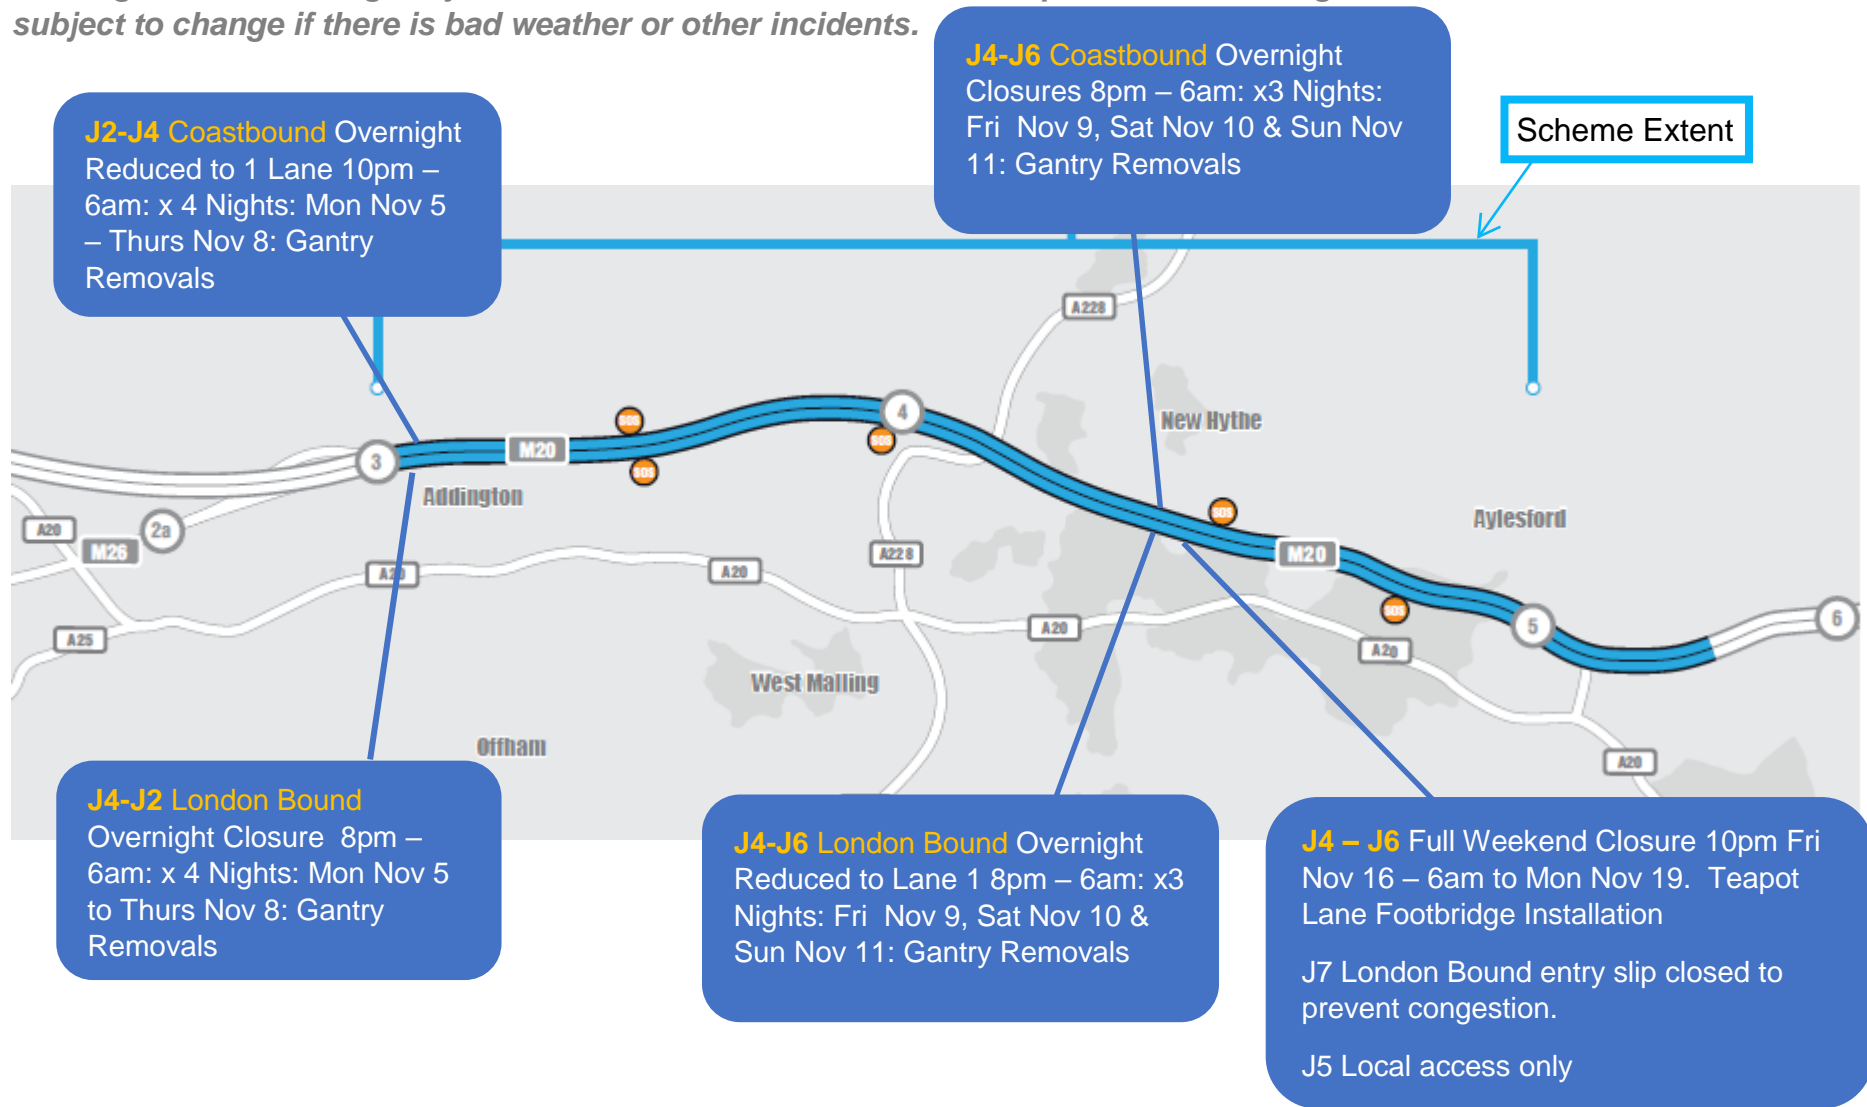 subject to change if there is bad weather or other incidents.
J4-J6 Coastbound Overnight
Closures 8pm – 6am: x3 Nights:
Fri  Nov 9, Sat Nov 10 & Sun Nov
11: Gantry Removals
J2-J4 Coastbound Overnight
Reduced to 1 Lane 10pm –
6am: x 4 Nights: Mon Nov 5
– Thurs Nov 8: Gantry
Removals
Scheme Extent
A228
4
New Hythe
SOS
SOS
M20
3
SOS
Addington
SOS
Aylesford
A20
2a
M26
A228
M20
A20
A20
SOS
A20
5
6
A25
A20
West Malling
Offham
A20
J4-J2 London Bound
Overnight Closure  8pm –
6am: x 4 Nights: Mon Nov 5
to Thurs Nov 8: Gantry
Removals
J4-J6 London Bound Overnight
Reduced to Lane 1 8pm – 6am: x3
Nights: Fri  Nov 9, Sat Nov 10 &
Sun Nov 11: Gantry Removals
J4 – J6 Full Weekend Closure 10pm Fri
Nov 16 – 6am to Mon Nov 19.  Teapot
Lane Footbridge Installation
J7 London Bound entry slip closed to
prevent congestion.
J5 Local access only